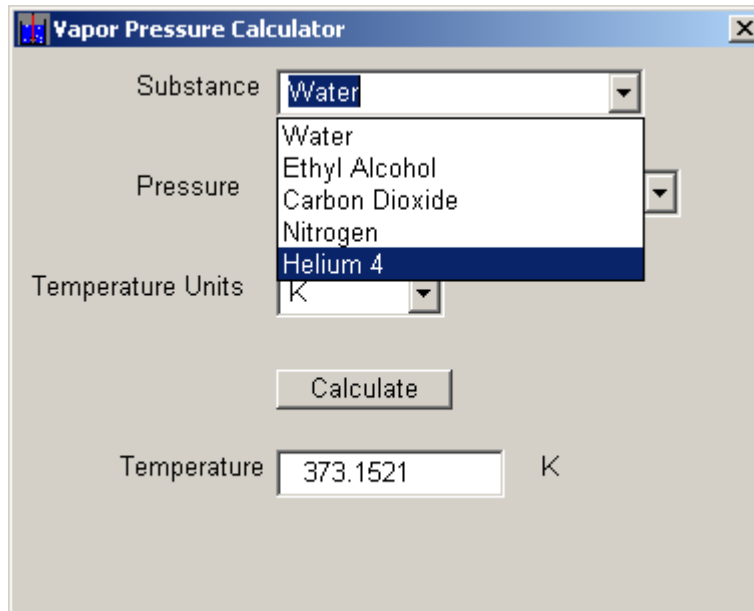 Vapor Pressure Calculator
Substance Water
Water
Ethyl Alcohol
Pressure
Carbon Dioxide
Nitrogen
Helium 4
Temperature Units K
Calculate
Temperature 373.1521 K